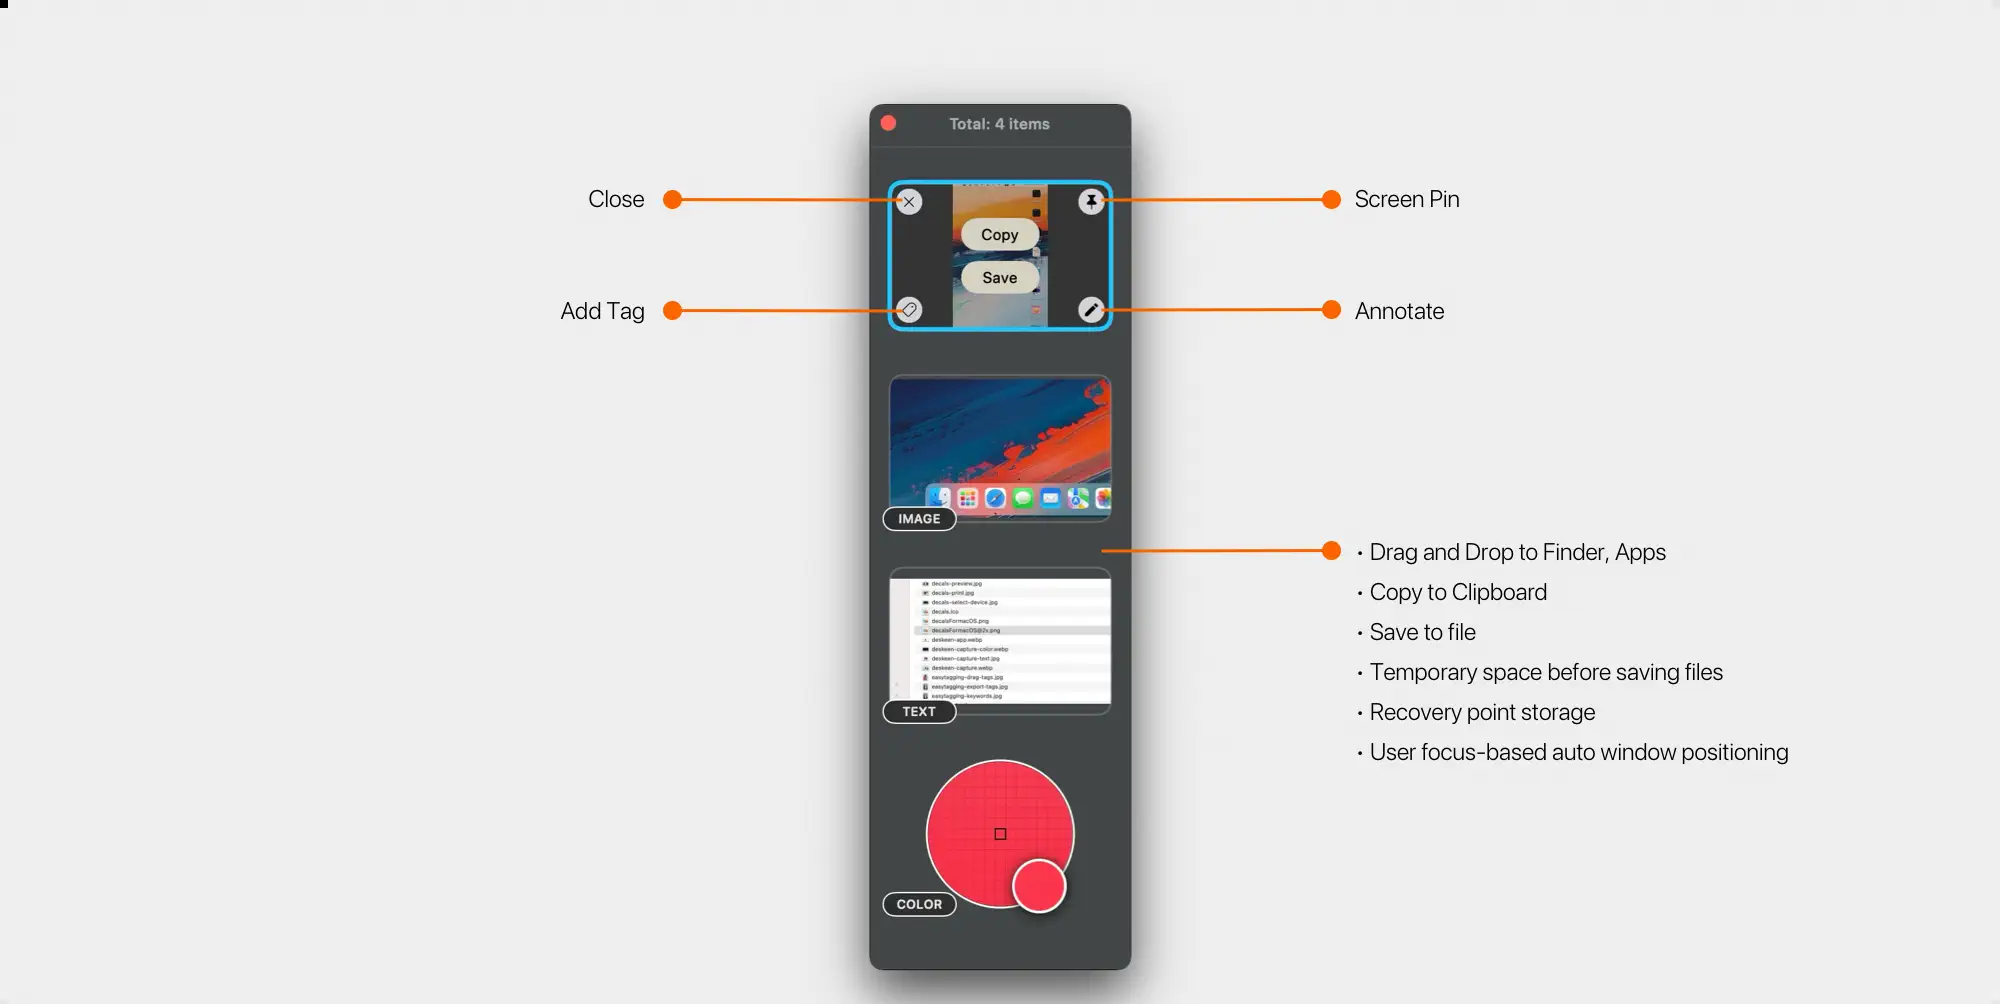 Total: 4 items
Close
Screen Pin
Copy
Save
Add Tag
Annotate
IMAGE
• Drag and Drop to Finder, Apps
• Copy to Clipboard
• Save to file
• Temporary space before saving files
• Recovery point storage
• User focus-based auto window positioning
decals-preview.jpg
decals-print.jpg
decals-select-device.jpg
decals.ico
decalsFormacOS.png
decalsFormacOS@2x.png
deskeen-app.webp
deskeen-capture-color.webp
deskeen-capture-text.jpg
deskeen-capture.webp
easytagging-drag-tags.jpg
easytagging-export-tags.jpg
easytagging-keywords.jpg
TEXT
COLOR